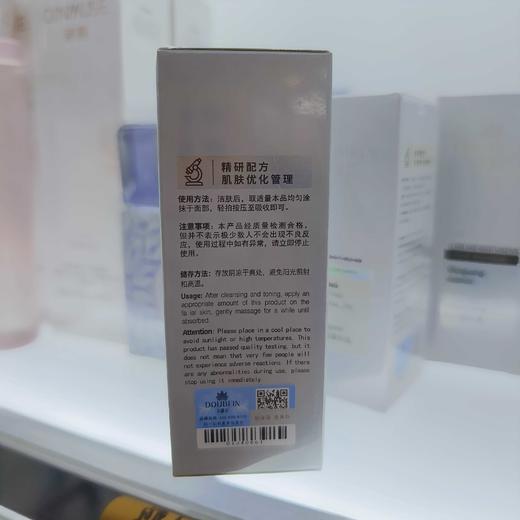 精研配方
肌肤优化管理
使用方法：洁肤后，取适量本品均匀涂
抹于面部，轻拍按压至吸收即可。
注意事项：本产品经质量检测合格，
但并不表示极少数人不会出现不良反
应，使用过程中如有异常，请立即停止
使用。
储存方法：存放阴凉干爽处，避免阳光照射
和高温。
Usage: After cleansing and toning, apply an
appropriate amount of this product on the
facial skin, gently massage for a while until
absorbed.
Attention: Please place in a cool place to
avoid sunlight or high temperatures. This
product has passed quality testing, but it
does not mean that very few people will
not experience adverse reactions. If there
are any abnormalities during use, please
stop using it immediately.
DOUBEIN